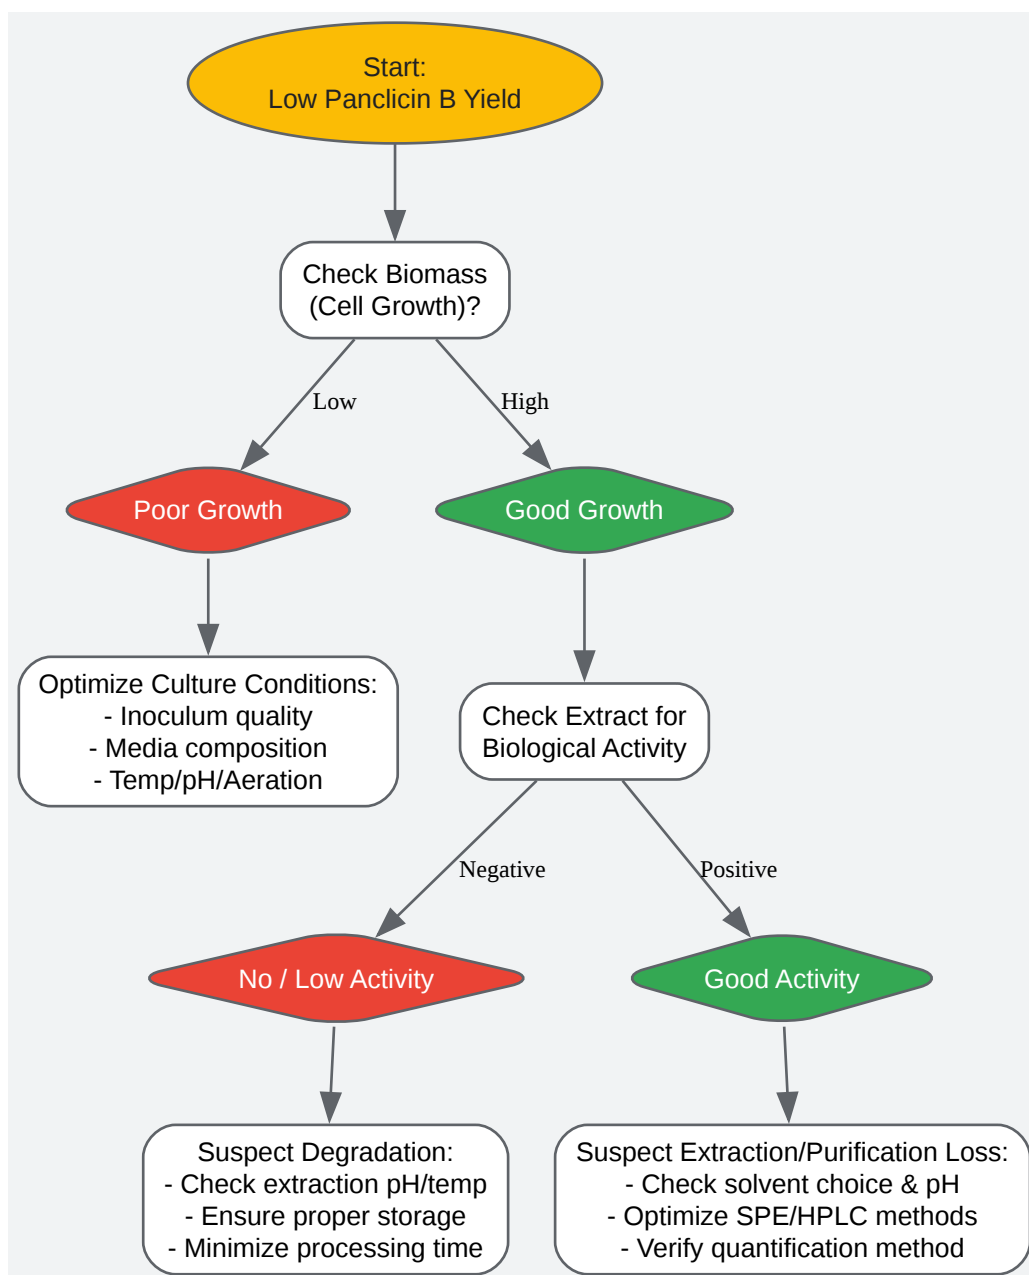 Start:
Low Panclicin B Yield
Check Biomass
(Cell Growth)?
Low
High
Poor Growth
Good Growth
Optimize Culture Conditions:
- Inoculum quality
- Media composition
- Temp/pH/Aeration
Check Extract for
Biological Activity
Negative
Positive
No / Low Activity
Good Activity
Suspect Degradation:
- Check extraction pH/temp
- Ensure proper storage
- Minimize processing time
Suspect Extraction/Purification Loss:
- Check solvent choice & pH
- Optimize SPE/HPLC methods
- Verify quantification method